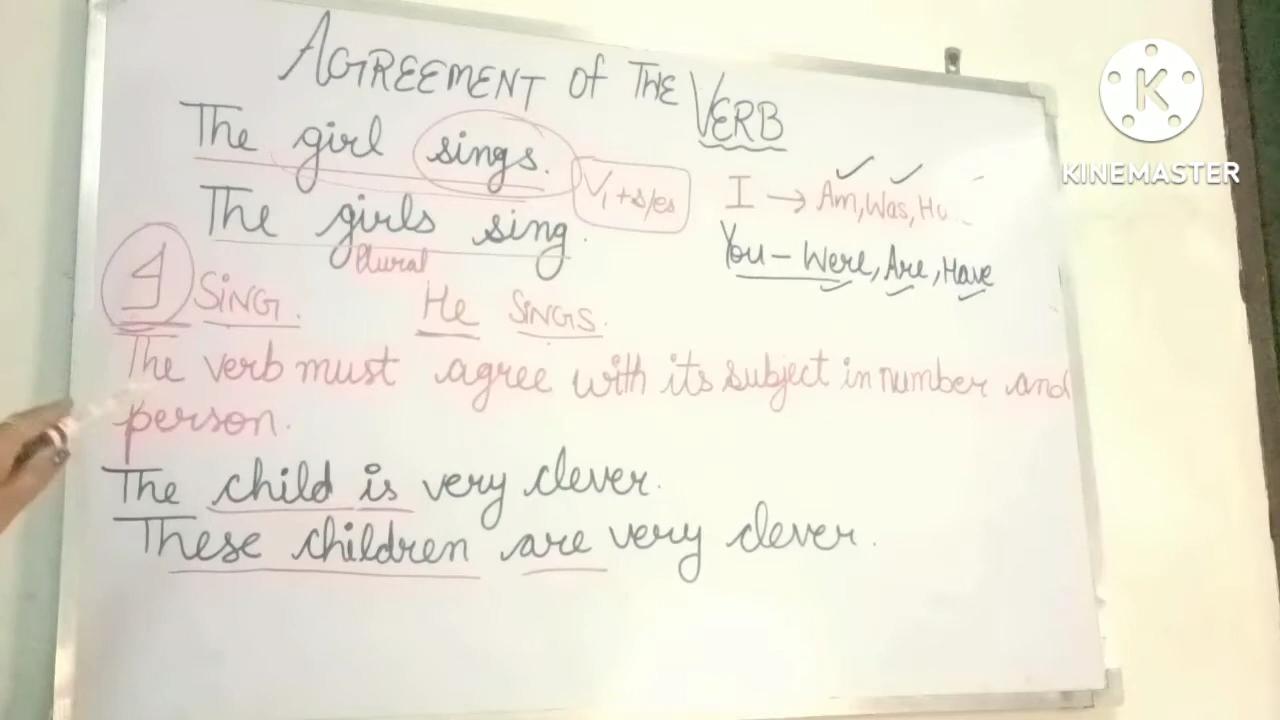 AGREEMENT OF THE VERB
The girl sings.
V1+s/es
I → Am, Was, Ha
The girls sing.
Plural
You - Were, Are, Have
I SING. He SINGS.
The verb must agree with its subject in number and
person.
The child is very clever.
These children are very clever.
K
KINEMASTER